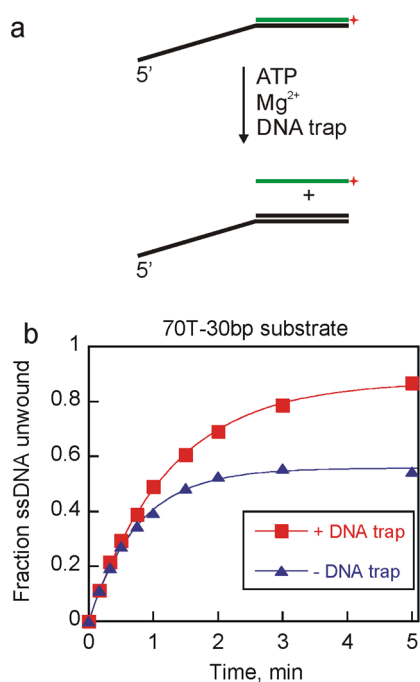 a
5’
ATP
Mg²⁺
DNA trap
+
5’
b
70T-30bp substrate
Fraction ssDNA unwound
1
0.8
0.6
0.4
0.2
0
+ DNA trap
- DNA trap
0 1 2 3 4 5
Time, min